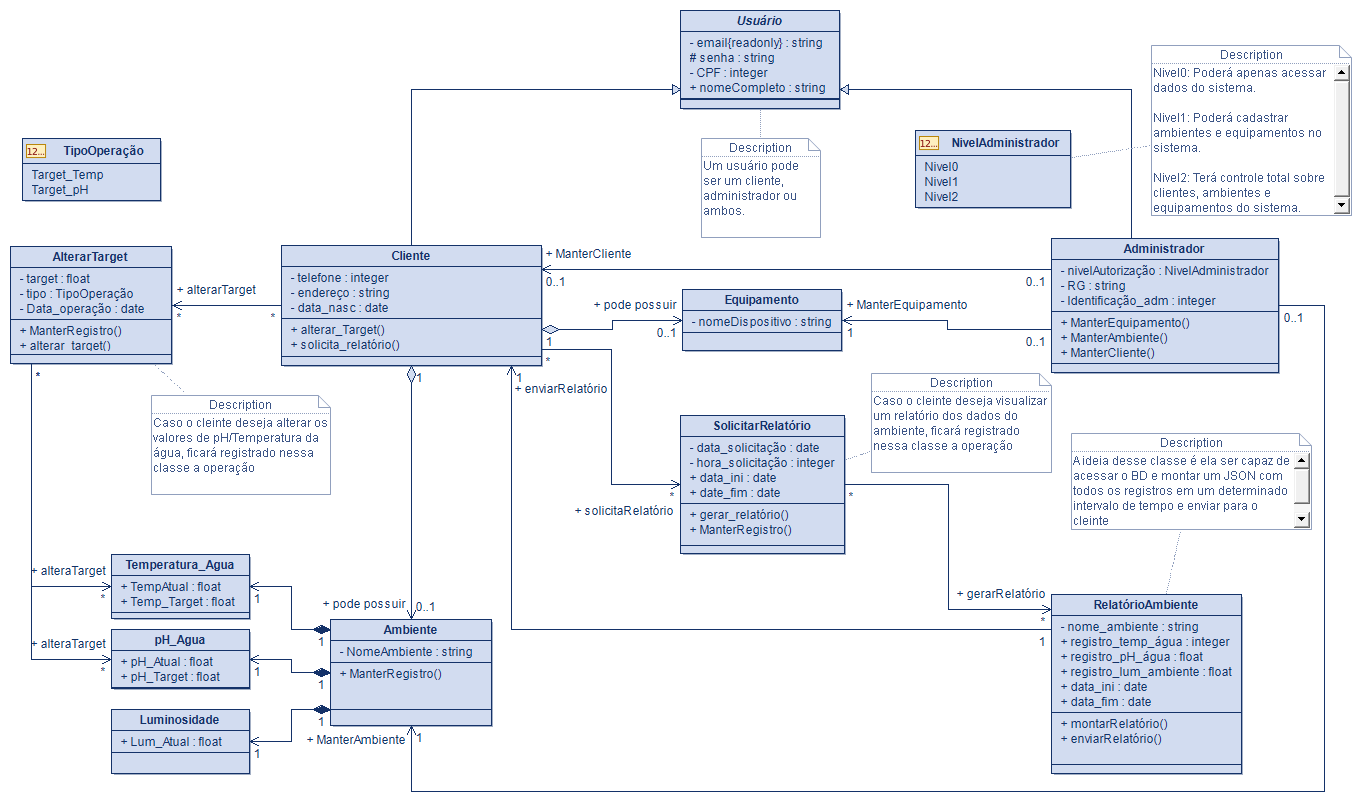 Usuário
- email{readonly} : string
# senha : string
- CPF : integer
+ nomeCompleto : string
Description
Um usuário pode
ser um cliente,
administrador ou
ambos.
12... TipoOperação
Target_Temp
Target_pH
12... NivelAdministrador
Nivel0
Nivel1
Nivel2
Description
Nivel0: Poderá apenas acessar
dados do sistema.
Nivel1: Poderá cadastrar
ambientes e equipamentos no
sistema.
Nivel2: Terá controle total sobre
clientes, ambientes e
equipamentos do sistema.
AlterarTarget
- target : float
- tipo : TipoOperação
- Data_operação : date
+ ManterRegistro()
+ alterar_target()
+ alterarTarget
*
*
Cliente
- telefone : integer
- endereço : string
- data_nasc : date
+ alterar_Target()
+ solicita_relatório()
+ ManterCliente
0..1
0..1
Administrador
- nivelAutorização : NivelAdministrador
- RG : string
- Identificação_adm : integer
+ ManterEquipamento()
+ ManterAmbiente()
+ ManterCliente()
0..1
+ pode possuir
0..1
1
Equipamento
- nomeDispositivo : string
+ ManterEquipamento
1
0..1
*
*
1
1
+ enviarRelatório
Description
Caso o cleinte deseja alterar os
valores de pH/Temperatura da
água, ficará registrado nessa
classe a operação
Description
Caso o cleinte deseja visualizar
um relatório dos dados do
ambiente, ficará registrado
nessa classe a operação
SolicitarRelatório
- data_solicitação : date
- hora_solicitação : integer
+ data_ini : date
+ date_fim : date
+ gerar_relatório()
+ ManterRegistro()
*
+ solicitaRelatório
*
Description
A ideia desse classe é ela ser capaz de
acessar o BD e montar um JSON com
todos os registros em um determinado
intervalo de tempo e enviar para o
cleinte
+ alteraTarget
*
Temperatura_Agua
+ TempAtual : float
+ Temp_Target : float
1
+ pode possuir
0..1
+ gerarRelatório
*
1
+ alteraTarget
*
pH_Agua
+ pH_Atual : float
+ pH_Target : float
1
1
1
1
Ambiente
- NomeAmbiente : string
+ ManterRegistro()
RelatórioAmbiente
- nome_ambiente : string
+ registro_temp_água : integer
+ registro_pH_água : float
+ registro_lum_ambiente : float
+ data_ini : date
+ data_fim : date
+ montarRelatório()
+ enviarRelatório()
Luminosidade
+ Lum_Atual : float
1
+ ManterAmbiente
1